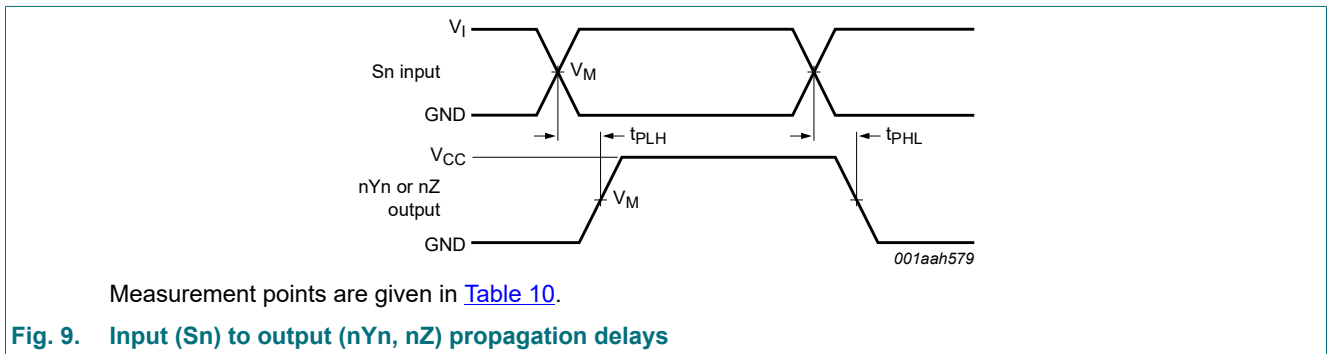 VI
Sn input
VM
GND
tPLH
tPHL
VCC
nYn or nZ
output
VM
GND
001aah579
Measurement points are given in Table 10.
Fig. 9. Input (Sn) to output (nYn, nZ) propagation delays